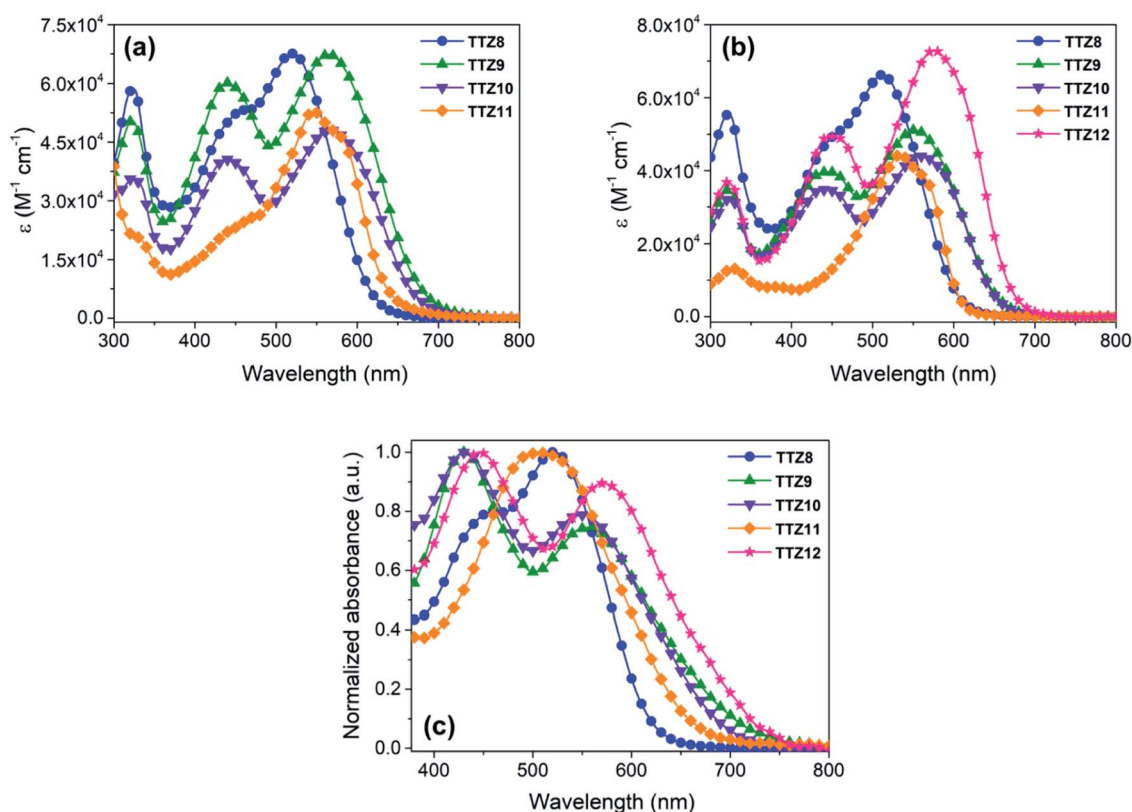 (a)
TTZ8
TTZ9
TTZ10
TTZ11
7.5x10⁴
6.0x10⁴
4.5x10⁴
3.0x10⁴
1.5x10⁴
0.0
ε (M⁻¹ cm⁻¹)
300 400 500 600 700 800
Wavelength (nm)
(b)
TTZ8
TTZ9
TTZ10
TTZ11
TTZ12
8.0x10⁴
6.0x10⁴
4.0x10⁴
2.0x10⁴
0.0
ε (M⁻¹ cm⁻¹)
300 400 500 600 700 800
Wavelength (nm)
TTZ8
TTZ9
TTZ10
TTZ11
TTZ12
1.0
0.8
0.6
0.4
0.2
0.0
Normalized absorbance (a.u.)
(c)
400 500 600 700 800
Wavelength (nm)